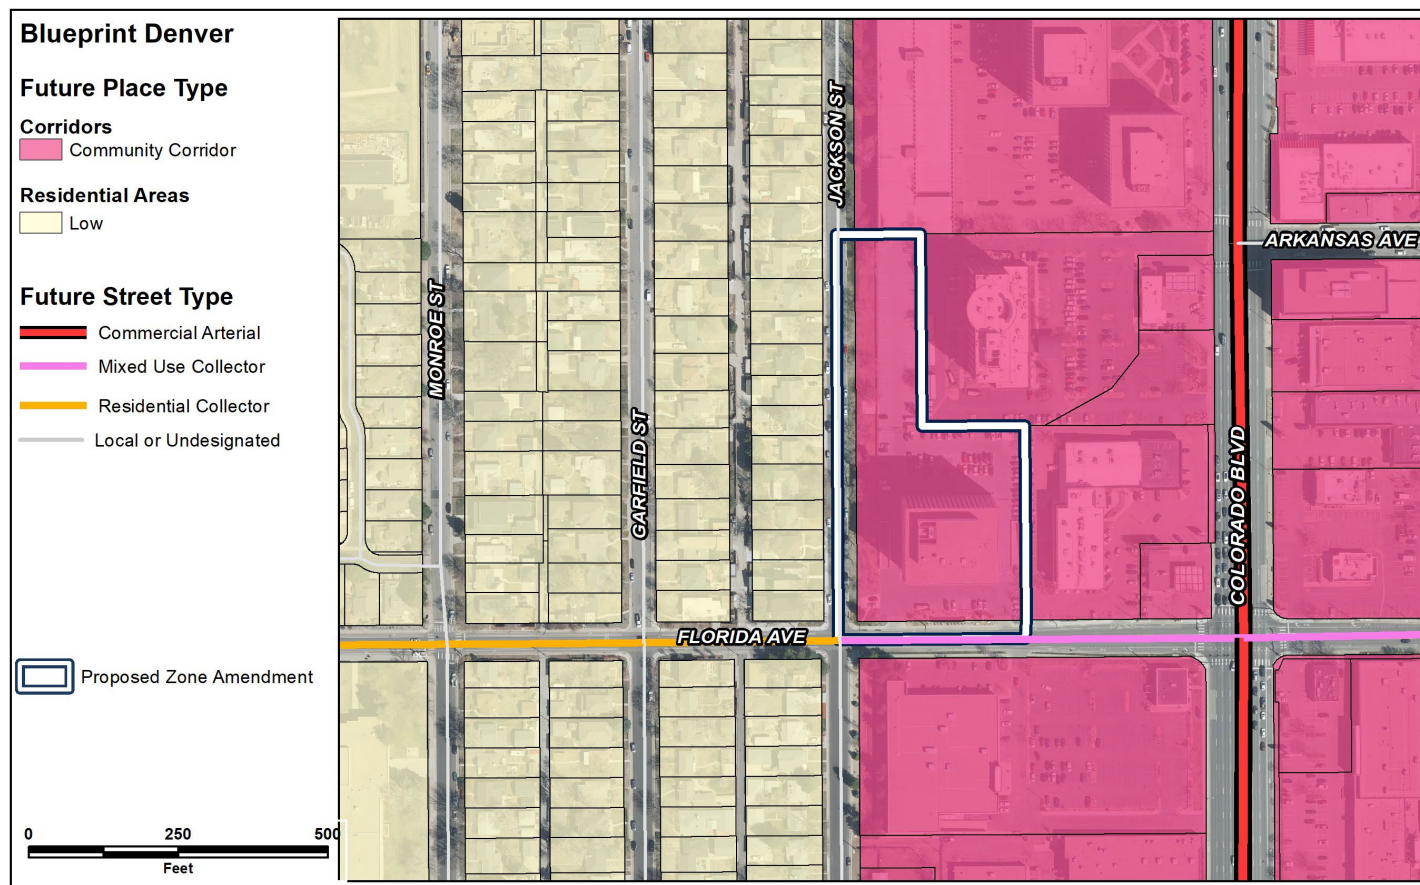 Blueprint Denver
Future Place Type
Corridors
Community Corridor
Residential Areas
Low
Future Street Type
Commercial Arterial
Mixed Use Collector
Residential Collector
Local or Undesignated
Proposed Zone Amendment
0 250 500
Feet
MONROE ST
GARFIELD ST
JACKSON ST
COLORADO BLVD
ARKANSAS AVE
FLORIDA AVE